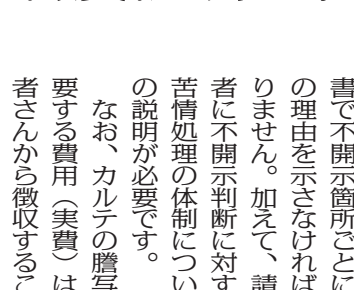 書で不開示箇所ごとに
の理由を示さなければ
りません。加えて、請
者に不開示判断に対す
苦情処理の体制につい
の説明が必要です。
なお、カルテの謄写
要する費用（実費）は
者さんから徴収するこ